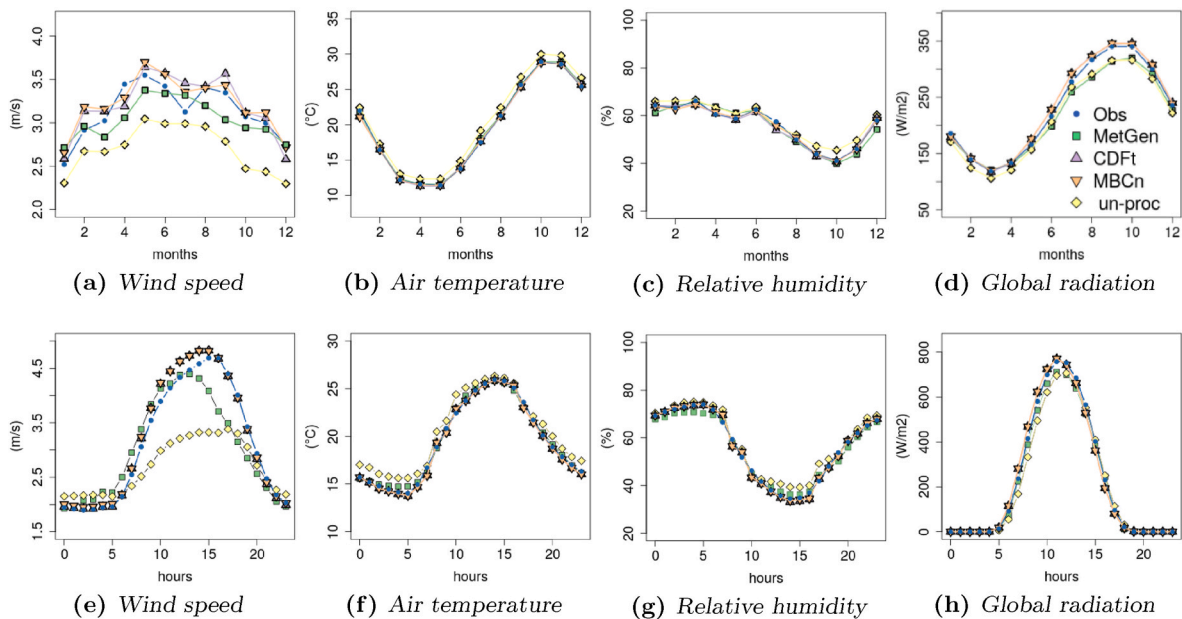 4.0
3.5
3.0
2.5
2.0
(m/s)
2 4 6 8 10 12
months
(a) Wind speed
35
30
25
20
15
10
(°C)
2 4 6 8 10 12
months
(b) Air temperature
100
80
60
40
20
(%)
2 4 6 8 10 12
months
(c) Relative humidity
350
250
150
50
(W/m2)
Obs
MetGen
CDFt
MBCn
un-proc
2 4 6 8 10 12
months
(d) Global radiation
4.5
3.5
2.5
1.5
(m/s)
0 5 10 15 20
hours
(e) Wind speed
30
25
20
15
10
(°C)
0 5 10 15 20
hours
(f) Air temperature
100
80
60
40
20
(%)
0 5 10 15 20
hours
(g) Relative humidity
800
600
400
200
0
(W/m2)
0 5 10 15 20
hours
(h) Global radiation